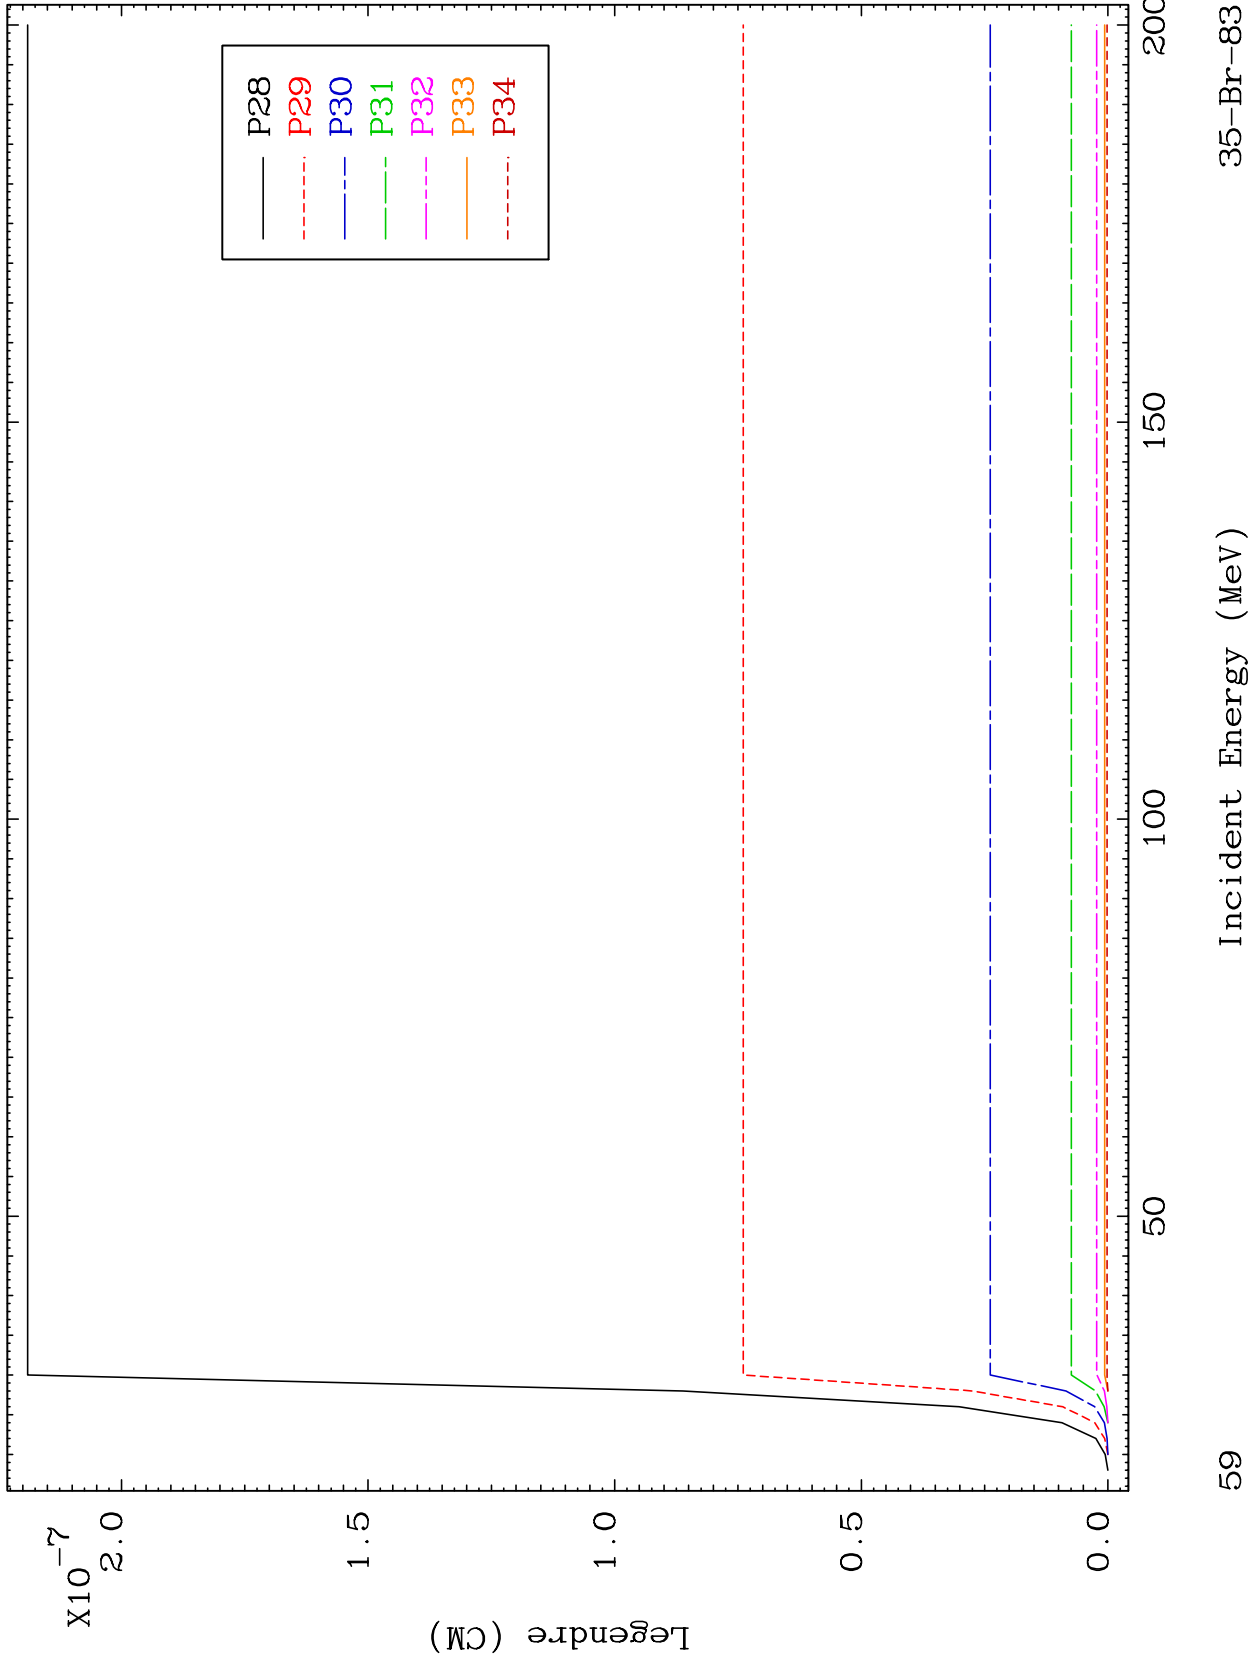 X10-7
2.0
1.5
1.0
0.5
0.0
Legendre (CM)
50
100
150
200
Incident Energy (MeV)
P28
P29
P30
P31
P32
P33
P34
59
35-Br-83